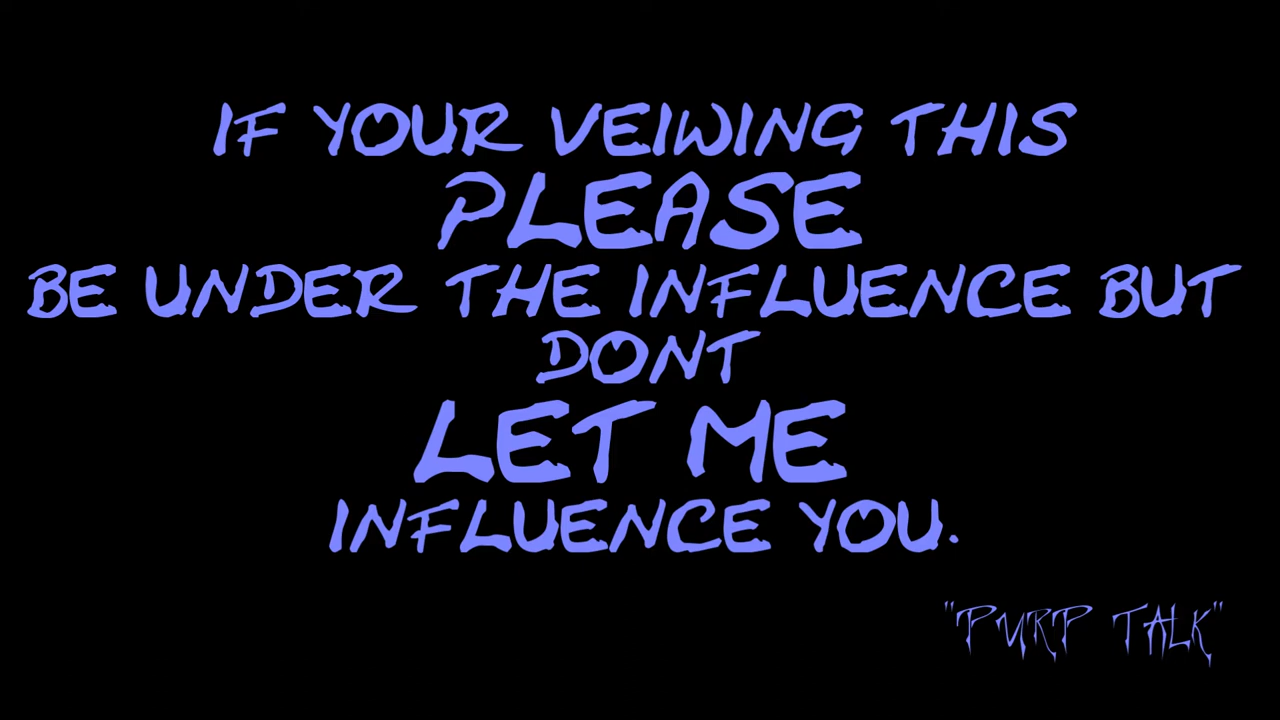 IF YOUR VEIWING THIS
PLEASE
BE UNDER THE INFLUENCE BUT
DONT
LET ME
INFLUENCE YOU.
"PURP TALK"